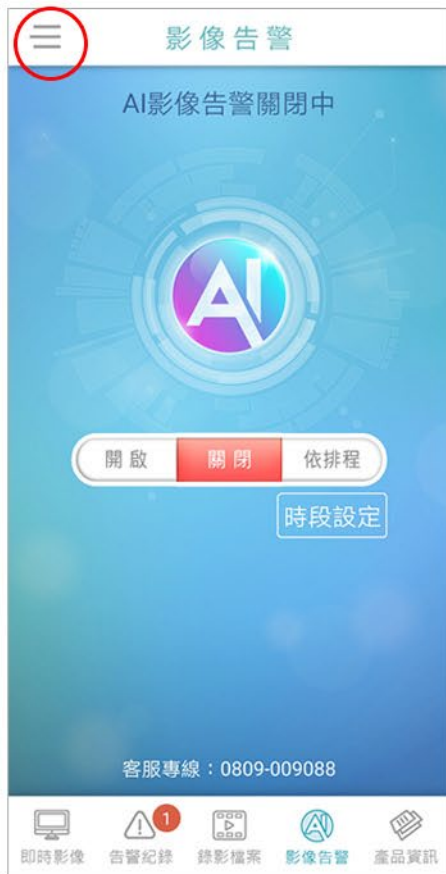 影像告警
AI影像告警關閉中
AI
開啟 關閉 依排程
時段設定
客服專線：0809-009088
1
即時影像 告警紀錄 錄影檔案 影像告警 產品資訊